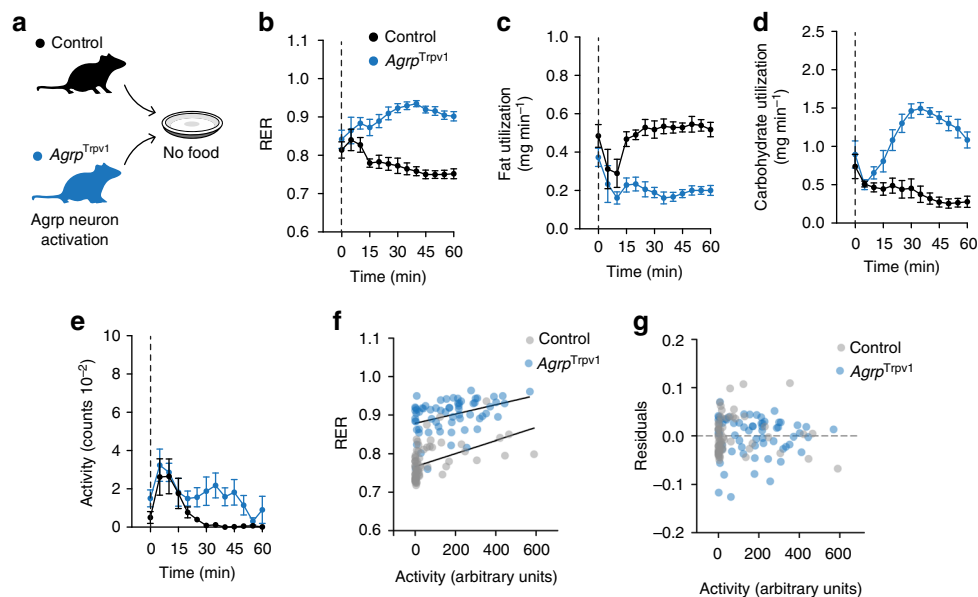 a
Control
Agrp^Trpv1
Agrp neuron
activation
No food
b
Control
Agrp^Trpv1
1.1
1.0
0.9
0.8
0.7
0.6
RER
0 15 30 45 60
Time (min)
c
1.0
0.8
0.6
0.4
0.2
0.0
Fat utilization
(mg min⁻¹)
0 15 30 45 60
Time (min)
d
2.5
2.0
1.5
1.0
0.5
0.0
Carbohydrate utilization
(mg min⁻¹)
0 15 30 45 60
Time (min)
e
10
8
6
4
2
0
Activity (counts 10⁻²)
0 15 30 45 60
Time (min)
f
Control
Agrp^Trpv1
1.1
1.0
0.9
0.8
0.7
0.6
RER
0 200 400 600
Activity (arbitrary units)
g
Control
Agrp^Trpv1
0.2
0.1
0.0
−0.1
−0.2
Residuals
0 200 400 600
Activity (arbitrary units)